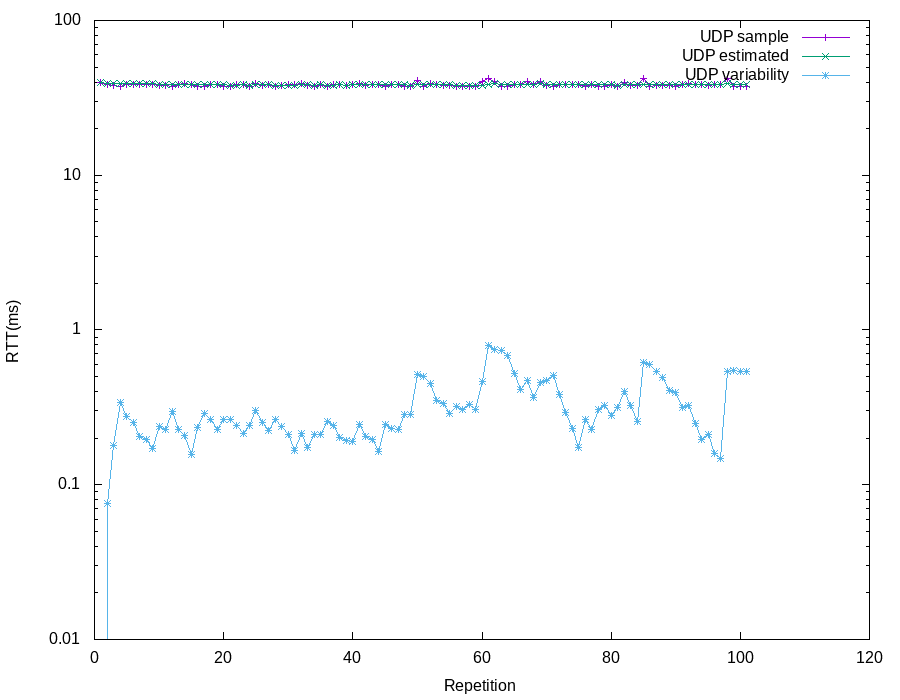 100
10
1
0.1
0.01
RTT(ms)
UDP sample
UDP estimated
UDP variability
0 20 40 60 80 100 120
Repetition